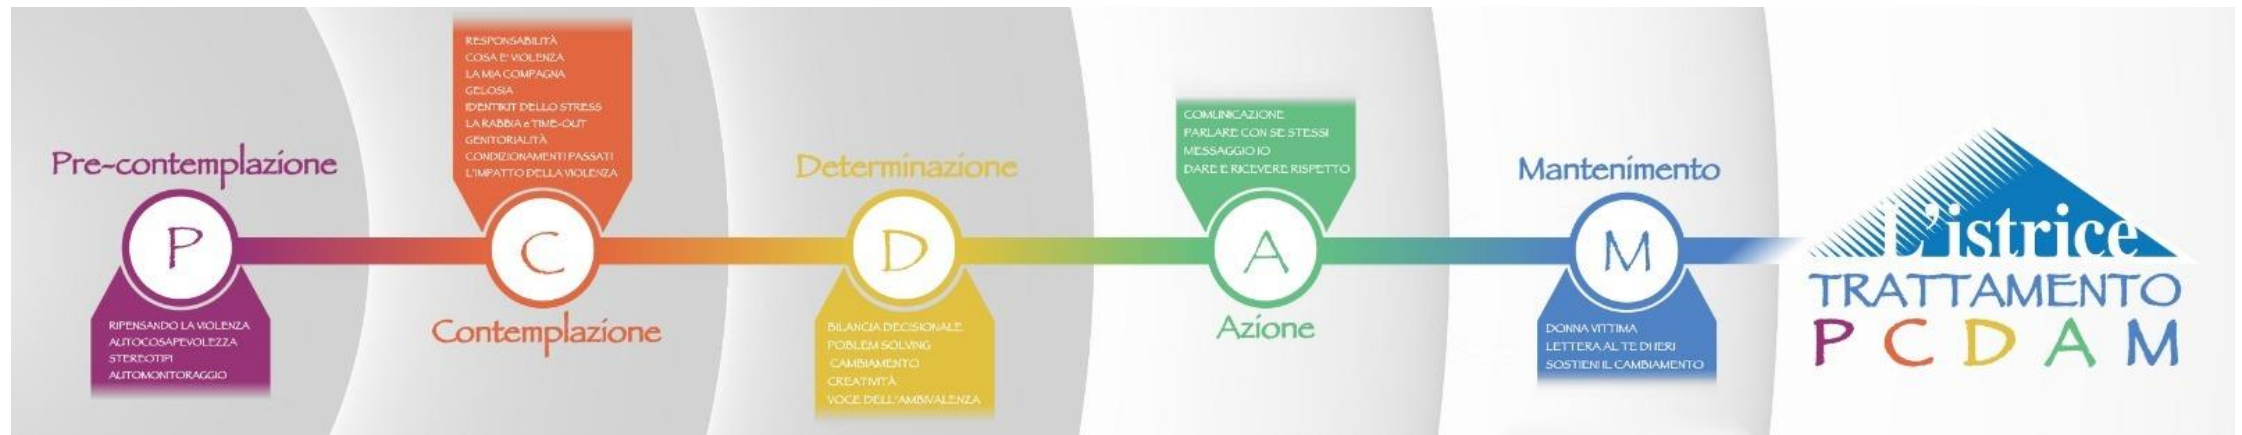 Pre-contemplazione
P
RIPENSANDO LA VIOLENZA
AUTOCOSAPEVOLEZZA
STEREOTIPI
AUTOMONITORAGGIO
RESPONSABILITÀ
COSA E' VIOLENZA
LA MIA COMPAGNA
GELOSIA
IDENTIKIT DELLO STRESS
LA RABBIA e TIME-OUT
GENITORIALITÀ
CONDIZIONAMENTI PASSATI
L'IMPATTO DELLA VIOLENZA
C
Contemplazione
Determinazione
D
BILANCIA DECISIONALE
POBLEM SOLVING
CAMBIAMENTO
CREATIVITÀ
VOCE DELL'AMBIVALENZA
COMUNICAZIONE
PARLARE CON SE STESSI
MESSAGGIO IO
DARE E RICEVERE RISPETTO
A
Azione
Mantenimento
M
DONNA VITTIMA
LETTERA AL TE DI IERI
SOSTIENI IL CAMBIAMENTO
L'istrice
TRATTAMENTO
P C D A M